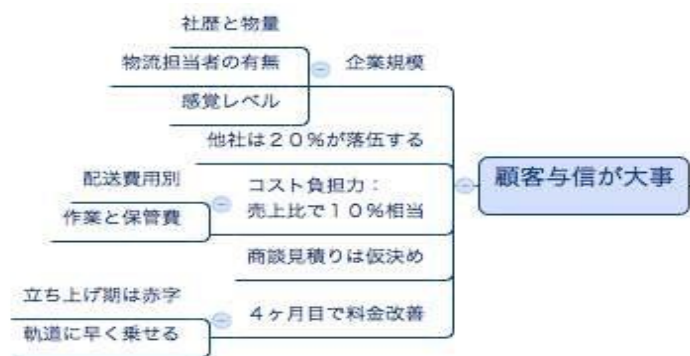 顧客与信が大事
企業規模
社歴と物量
物流担当者の有無
感覚レベル
他社は20%が落伍する
コスト負担力：
売上比で10%相当
配送費用別
作業と保管費
商談見積りは仮決め
4ヶ月目で料金改善
立ち上げ期は赤字
軌道に早く乗せる